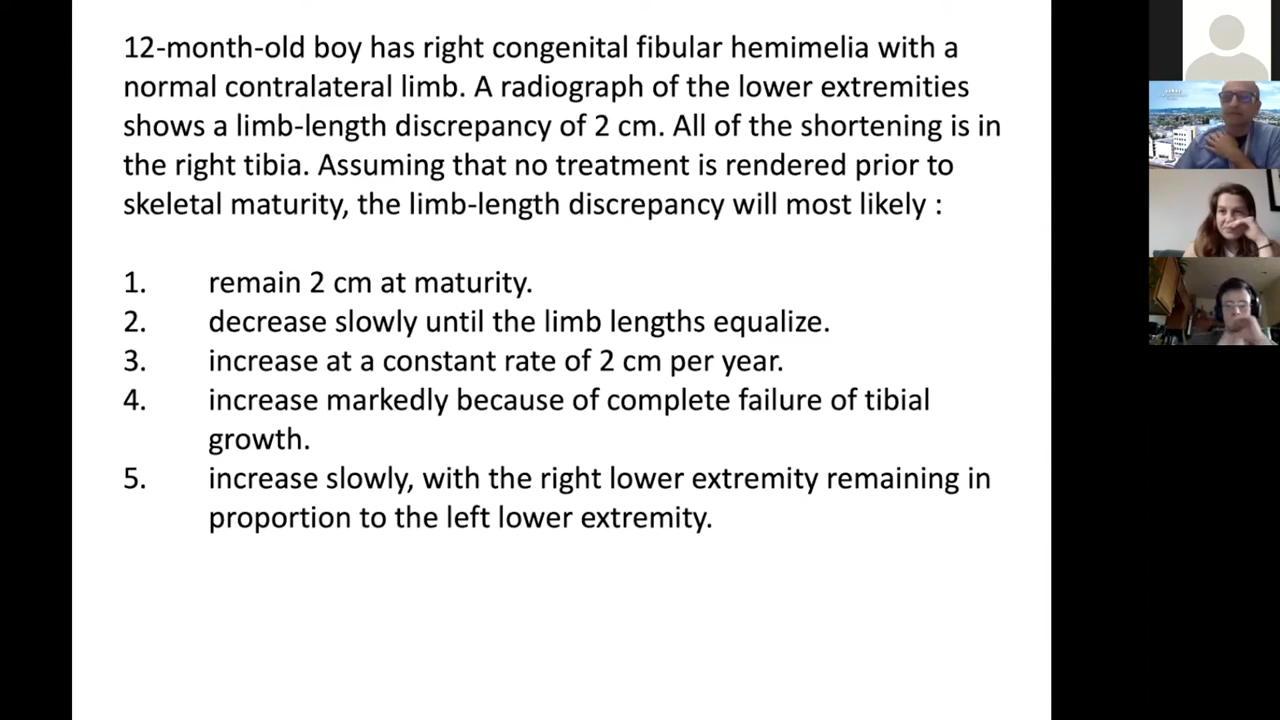 12-month-old boy has right congenital fibular hemimelia with a
normal contralateral limb. A radiograph of the lower extremities
shows a limb-length discrepancy of 2 cm. All of the shortening is in
the right tibia. Assuming that no treatment is rendered prior to
skeletal maturity, the limb-length discrepancy will most likely :
1. remain 2 cm at maturity.
2. decrease slowly until the limb lengths equalize.
3. increase at a constant rate of 2 cm per year.
4. increase markedly because of complete failure of tibial
growth.
5. increase slowly, with the right lower extremity remaining in
proportion to the left lower extremity.